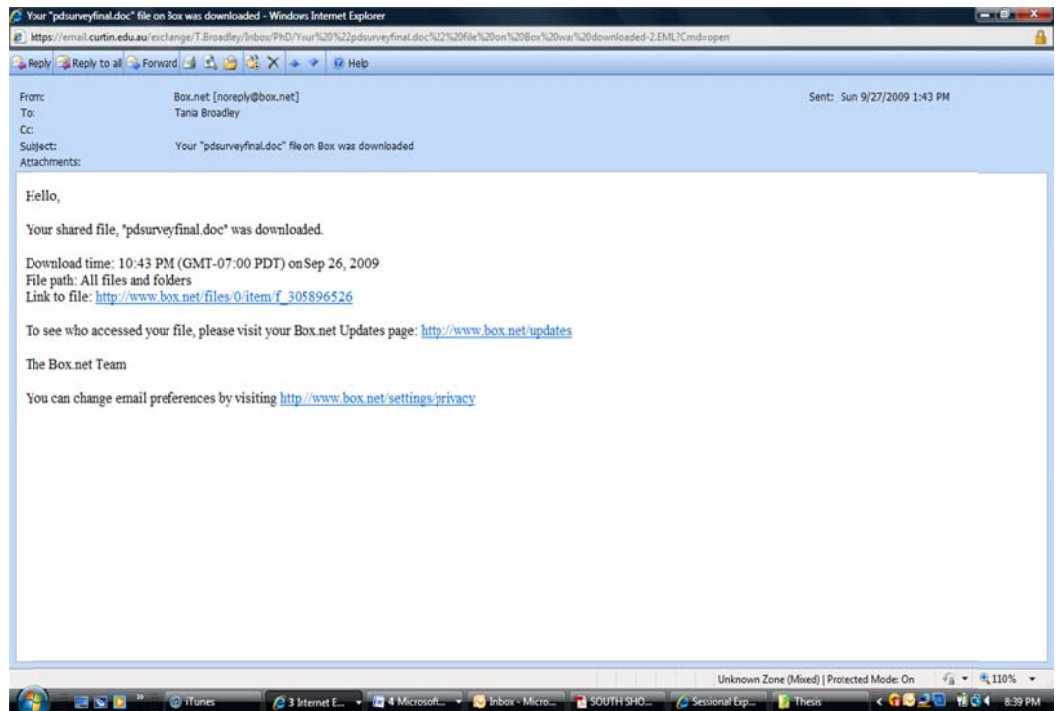 Your "pdsurveyfinal.doc" file on Box was downloaded - Windows Internet Explorer
https://email.curtin.edu.au/exchange/T.Broadley/Inbox/PhD/Your%20%22pdsurveyfinal.doc%22%20file%20on%20Box%20was%20downloaded-2.EML?Cmd=open
Reply Reply to all Forward Help
From: Box.net [noreply@box.net] Sent: Sun 9/27/2009 1:43 PM
To: Tania Broadley
Cc:
Subject: Your "pdsurveyfinal.doc" file on Box was downloaded
Attachments:
Hello,
Your shared file, "pdsurveyfinal.doc" was downloaded.
Download time: 10:43 PM (GMT-07:00 PDT) on Sep 26, 2009
File path: All files and folders
Link to file: http://www.box.net/files/0/item/f_305896526
To see who accessed your file, please visit your Box.net Updates page: http://www.box.net/updates
The Box.net Team
You can change email preferences by visiting http://www.box.net/settings/privacy
Unknown Zone (Mixed) | Protected Mode: On 110%
iTunes 3 Internet E... 4 Microsoft... Inbox - Micro... SOUTH SHO... Sessional Exp... Thesis 8:39 PM